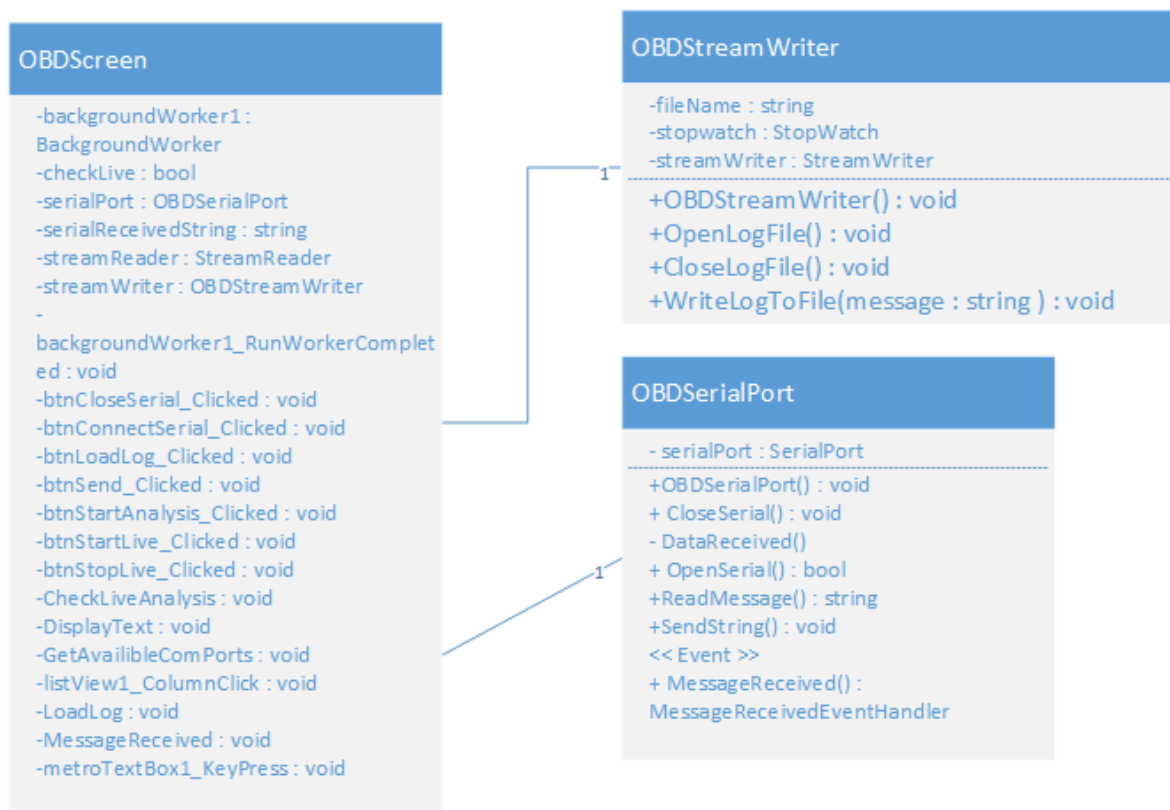 OBDScreen
-backgroundWorker1 :
BackgroundWorker
-checkLive : bool
-serialPort : OBDSerialPort
-serialReceivedString : string
-streamReader : StreamReader
-streamWriter : OBDStreamWriter
-
backgroundWorker1_RunWorkerComplet
ed : void
-btnCloseSerial_Clicked : void
-btnConnectSerial_Clicked : void
-btnLoadLog_Clicked : void
-btnSend_Clicked : void
-btnStartAnalysis_Clicked : void
-btnStartLive_Clicked : void
-btnStopLive_Clicked : void
-CheckLiveAnalysis : void
-DisplayText : void
-GetAvailibleComPorts : void
-listView1_ColumnClick : void
-LoadLog : void
-MessageReceived : void
-metroTextBox1_KeyPress : void
1
1
OBDStreamWriter
-fileName : string
-stopwatch : StopWatch
-streamWriter : StreamWriter
+OBDStreamWriter() : void
+OpenLogFile() : void
+CloseLogFile() : void
+WriteLogToFile(message : string ) : void
OBDSerialPort
- serialPort : SerialPort
+OBDSerialPort() : void
+ CloseSerial() : void
- DataReceived()
+ OpenSerial() : bool
+ReadMessage() : string
+SendString() : void
<< Event >>
+ MessageReceived() :
MessageReceivedEventHandler